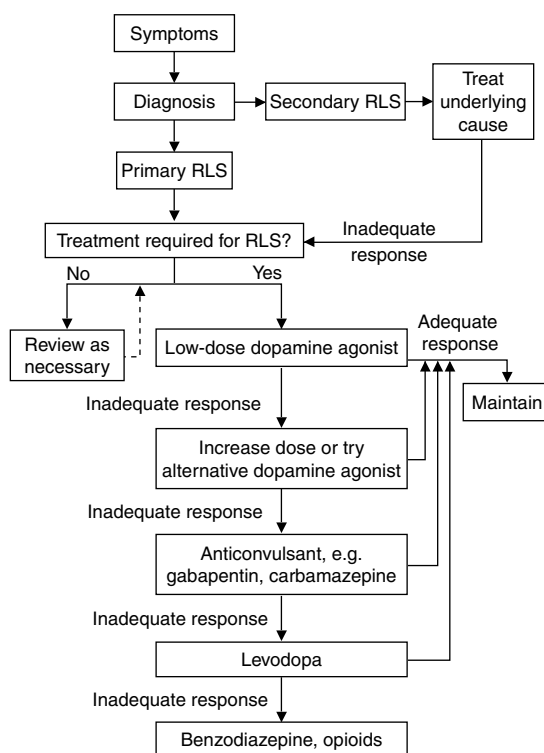 Symptoms
Diagnosis
Secondary RLS
Treat
underlying
cause
Primary RLS
Treatment required for RLS?
Inadequate
response
No
Yes
Review as
necessary
Low-dose dopamine agonist
Adequate
response
Maintain
Inadequate response
Increase dose or try
alternative dopamine agonist
Inadequate response
Anticonvulsant, e.g.
gabapentin, carbamazepine
Inadequate response
Levodopa
Inadequate response
Benzodiazepine, opioids